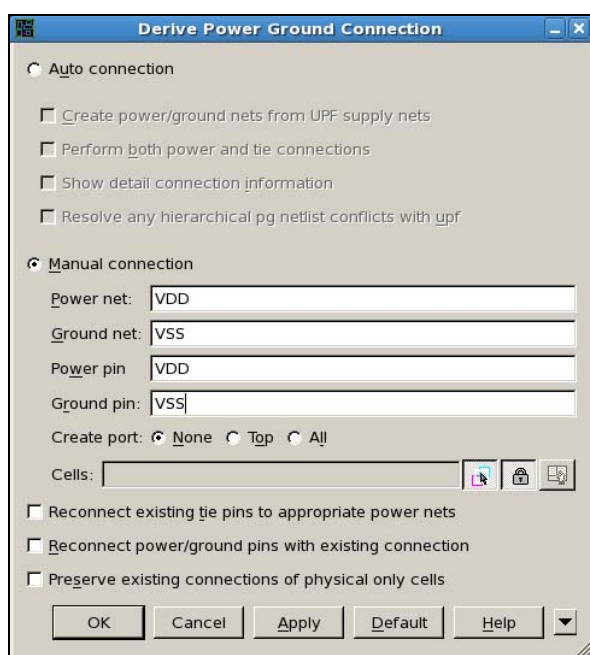 Derive Power Ground Connection
Auto connection
Create power/ground nets from UPF supply nets
Perform both power and tie connections
Show detail connection information
Resolve any hierarchical pg netlist conflicts with upf
Manual connection
Power net: VDD
Ground net: VSS
Power pin VDD
Ground pin: VSS
Create port: None Top All
Cells:
Reconnect existing tie pins to appropriate power nets
Reconnect power/ground pins with existing connection
Preserve existing connections of physical only cells
OK Cancel Apply Default Help